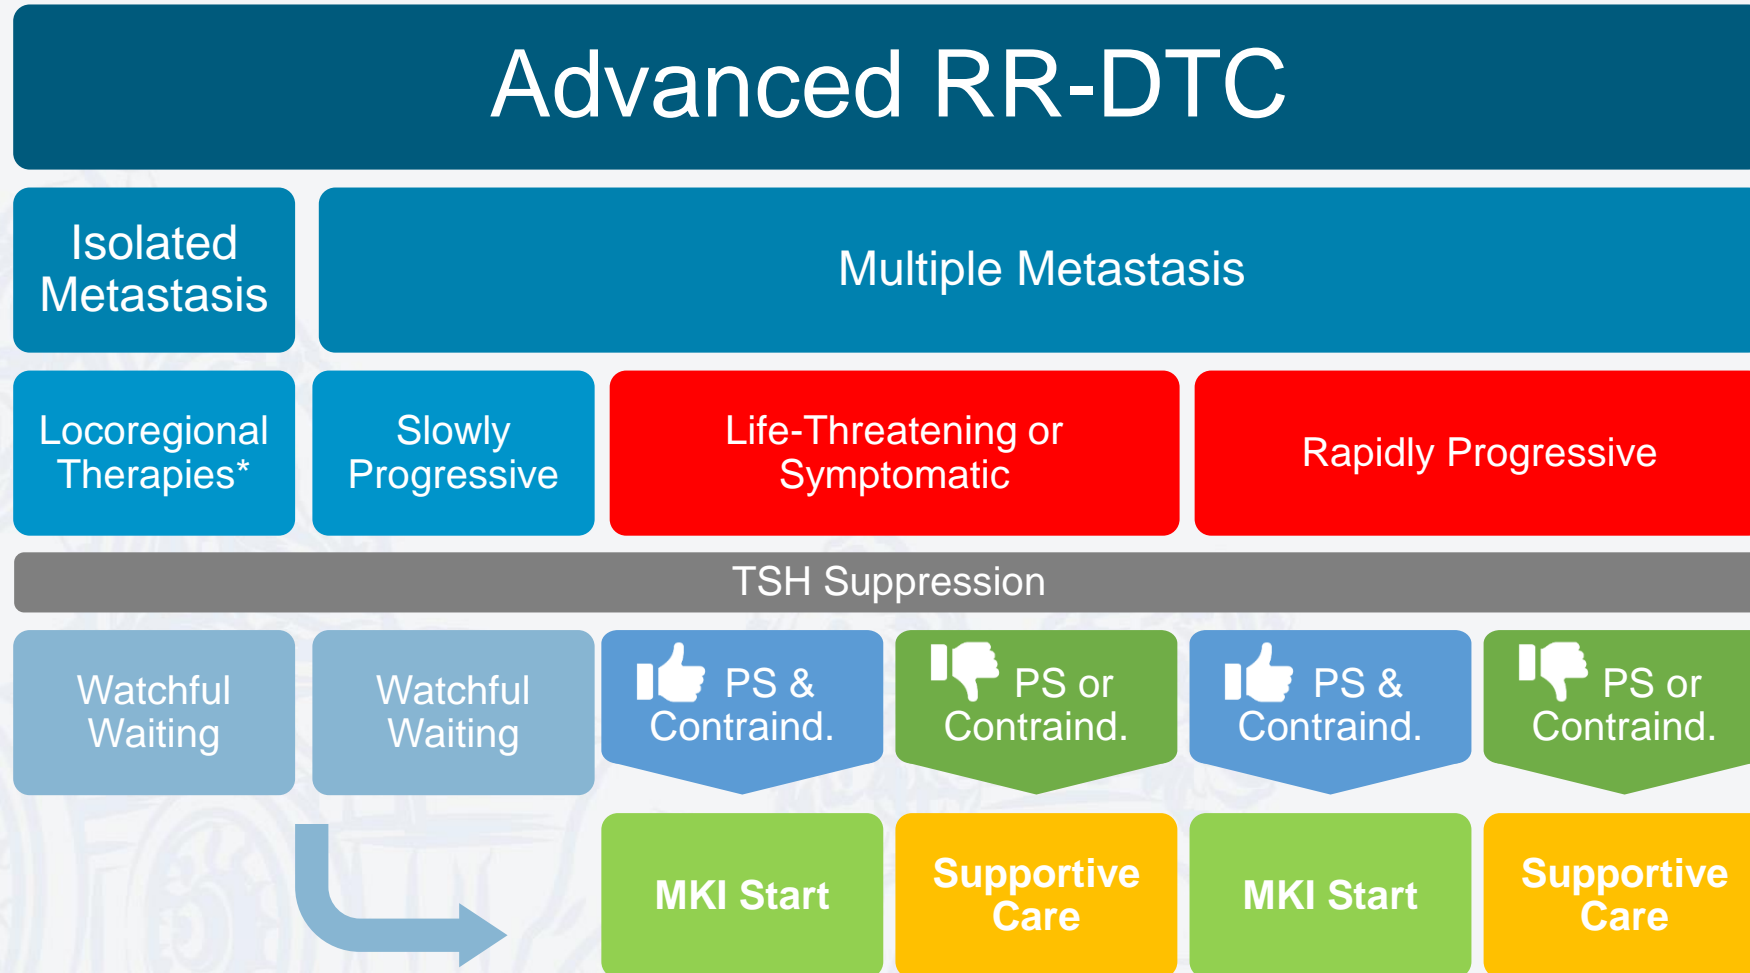 Advanced RR-DTC
Isolated
Metastasis
Multiple Metastasis
Locoregional
Therapies*
Slowly
Progressive
Life-Threatening or
Symptomatic
Rapidly Progressive
TSH Suppression
Watchful
Waiting
Watchful
Waiting
PS &
Contraind.
PS or
Contraind.
PS &
Contraind.
PS or
Contraind.
MKI Start
Supportive
Care
MKI Start
Supportive
Care